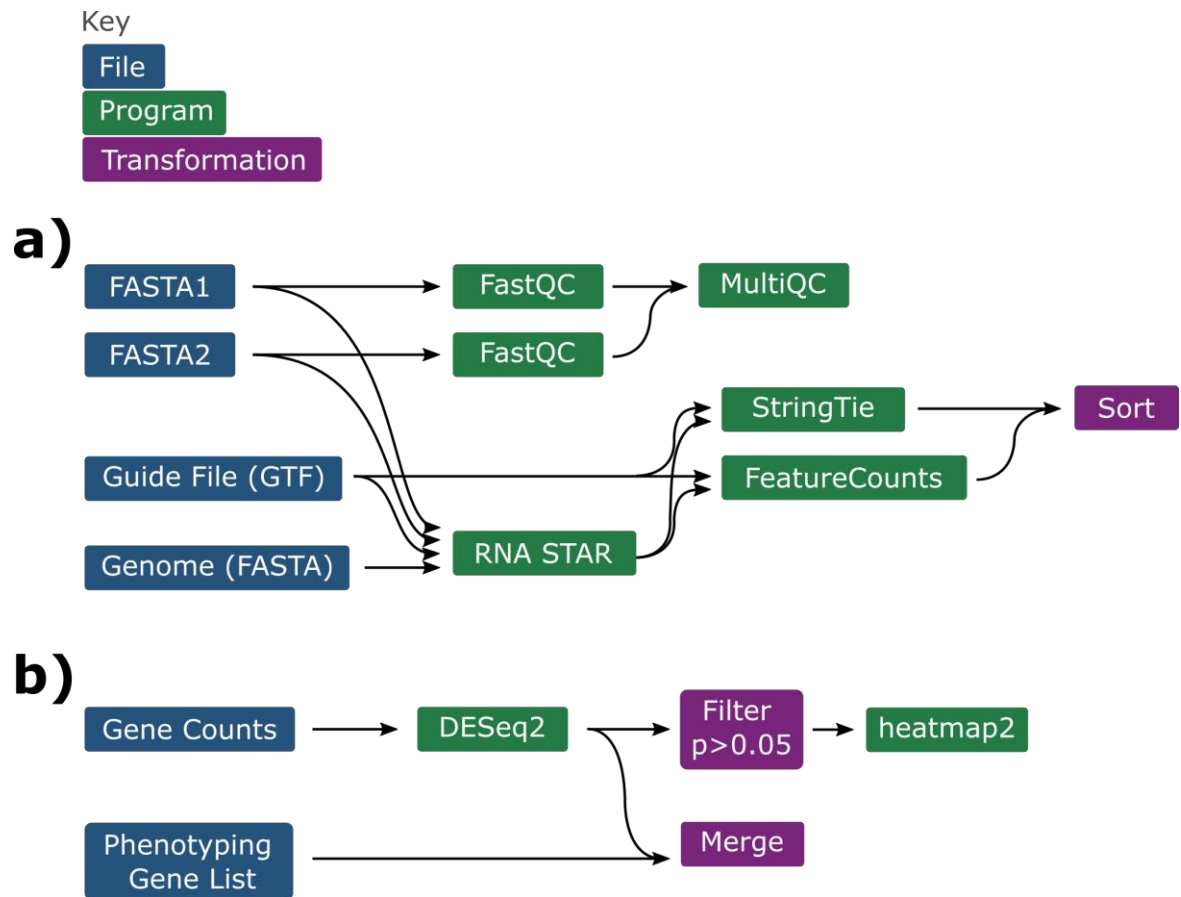 Key
File
Program
Transformation
a)
FASTA1
FastQC
MultiQC
FASTA2
FastQC
StringTie
Sort
Guide File (GTF)
FeatureCounts
RNA STAR
Genome (FASTA)
b)
Gene Counts
DESeq2
Filter
p>0.05
heatmap2
Phenotyping
Gene List
Merge